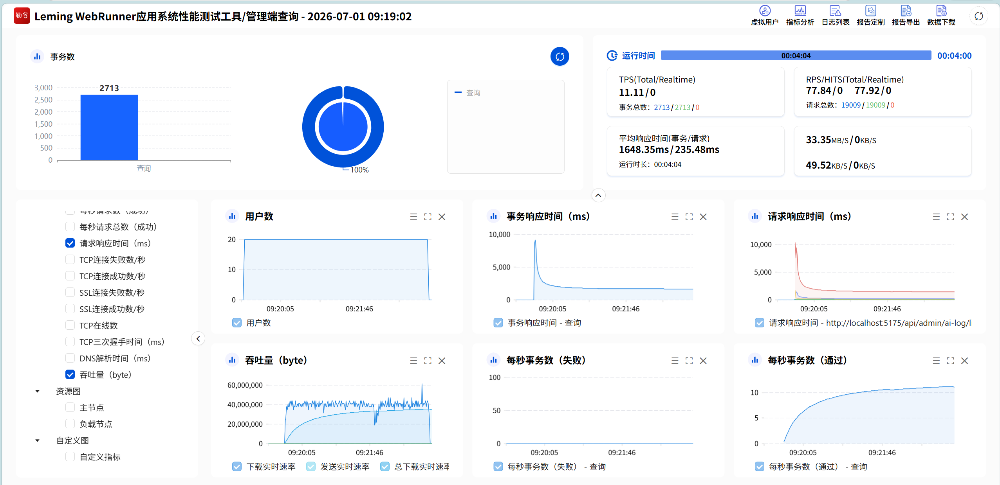 勒名
Leming WebRunner应用系统性能测试工具/管理端查询 - 2026-07-01 09:19:02
虚拟用户
指标分析
日志列表
报告定制
报告导出
数据下载
事务数
3,000
2,500
2,000
1,500
1,000
500
0
2713
查询
100%
查询
运行时间
00:04:04
00:04:00
TPS(Total/Realtime)
11.11/0
事务总数：2713/2713/0
RPS/HITS(Total/Realtime)
77.84/0 77.92/0
请求总数：19009/19009/0
平均响应时间(事务/请求)
1648.35ms/235.48ms
运行时长：00:04:04
33.35MB/S/0KB/S
49.52KB/S/0KB/S
每秒请求数（成功）
每秒请求总数（成功）
请求响应时间（ms）
TCP连接失败数/秒
TCP连接成功数/秒
SSL连接失败数/秒
SSL连接成功数/秒
TCP在线数
TCP三次握手时间（ms）
DNS解析时间（ms）
吞吐量（byte）
资源图
主节点
负载节点
自定义图
自定义指标
用户数
20
10
0
09:20:05 09:21:46
用户数
事务响应时间（ms）
10,000
5,000
0
09:20:05 09:21:46
事务响应时间 - 查询
请求响应时间（ms）
10,000
5,000
0
09:20:05 09:21:46
请求响应时间 - http://localhost:5175/api/admin/ai-log/l
吞吐量（byte）
60,000,000
40,000,000
20,000,000
0
09:20:05 09:21:46
下载实时速率 发送实时速率 总下载实时速率
每秒事务数（失败）
100
50
0
09:20:05 09:21:46
每秒事务数（失败） - 查询
每秒事务数（通过）
10
5
0
09:20:05 09:21:46
每秒事务数（通过） - 查询